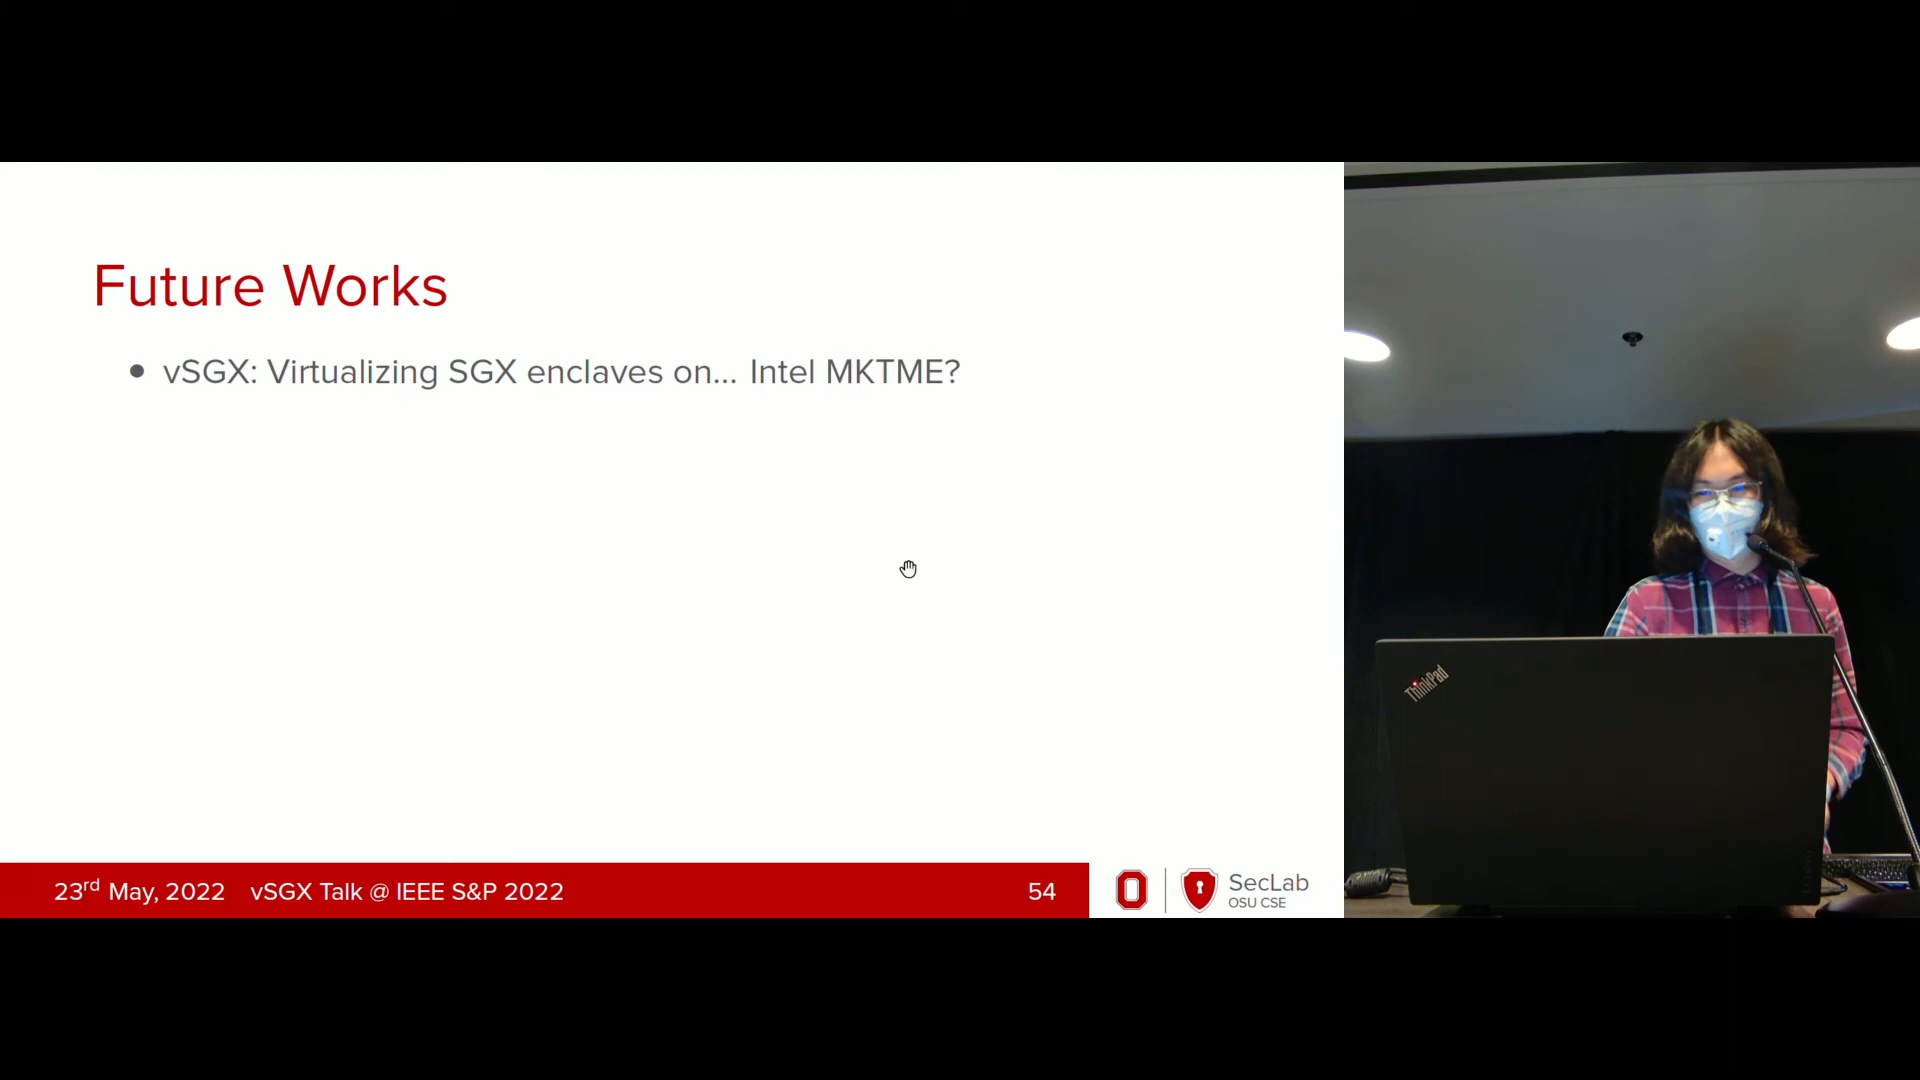 Future Works
• vSGX: Virtualizing SGX enclaves on... Intel MKTME?
23rd May, 2022 vSGX Talk @ IEEE S&P 2022 54
SecLab
OSU CSE
ThinkPad